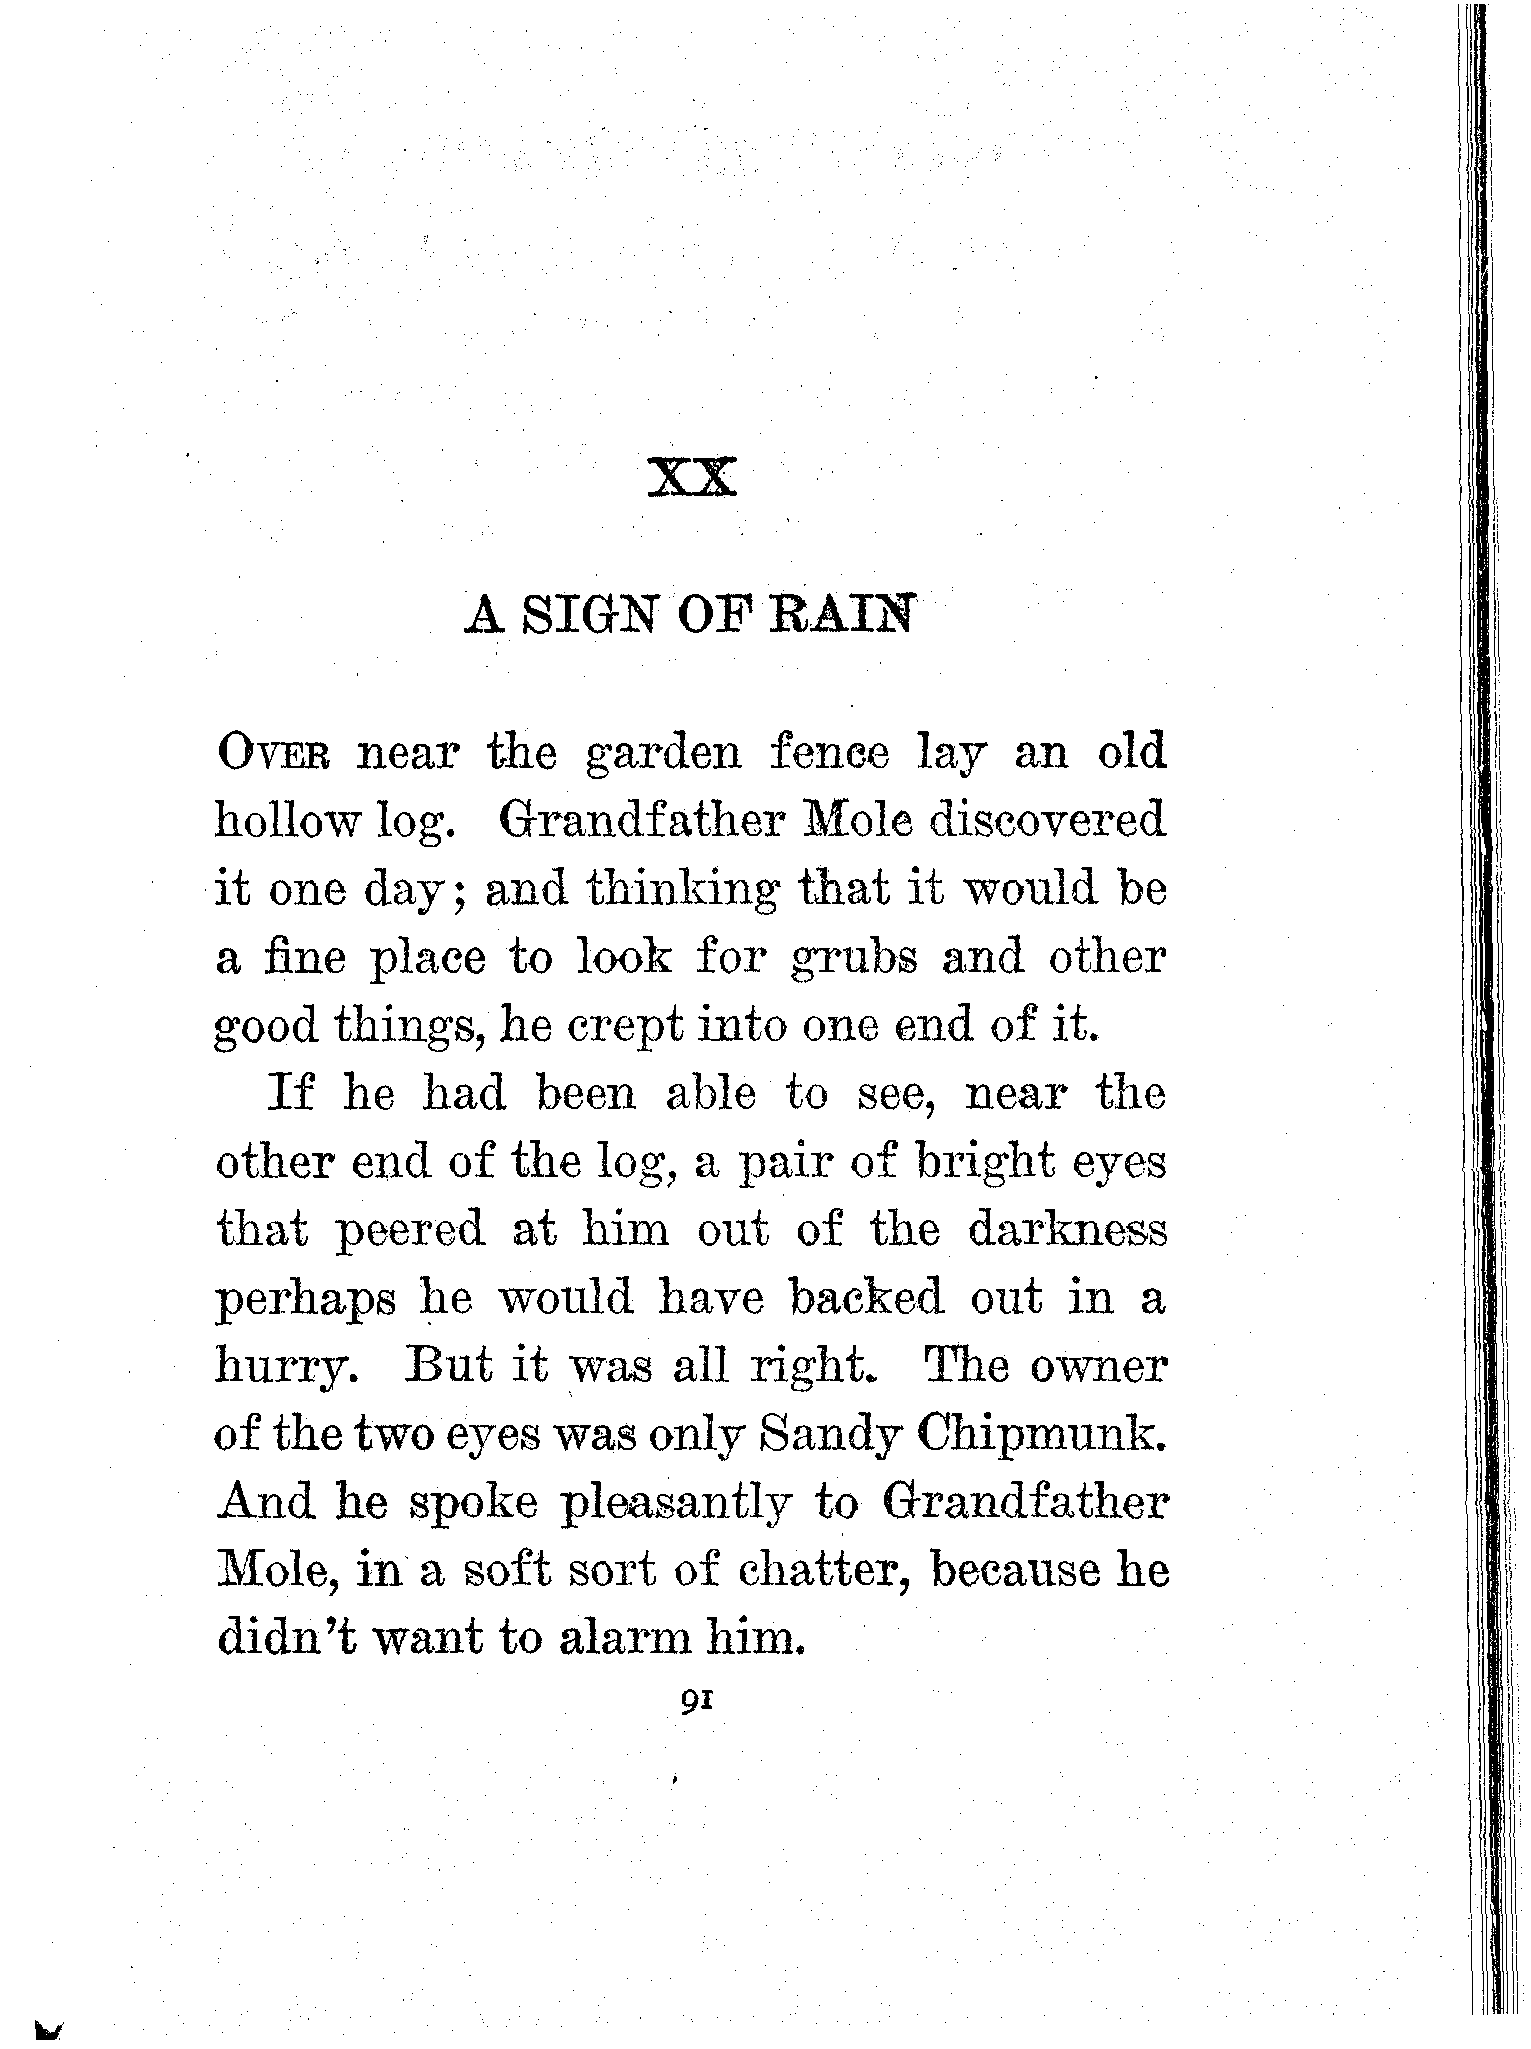 XX
A SIGN OF RAIN
OVER near the garden fence lay an old
hollow log. Grandfather Mole discovered
it one day; and thinking that it would be
a fine place to look for grubs and other
good things, he crept into one end of it.
If he had been able to see, near the
other end of the log, a pair of bright eyes
that peered at him out of the darkness
perhaps he would have backed out in a
hurry. But it was all right. The owner
of the two eyes was only Sandy Chipmunk.
And he spoke pleasantly to Grandfather
Mole, in a soft sort of chatter, because he
didn't want to alarm him.
91